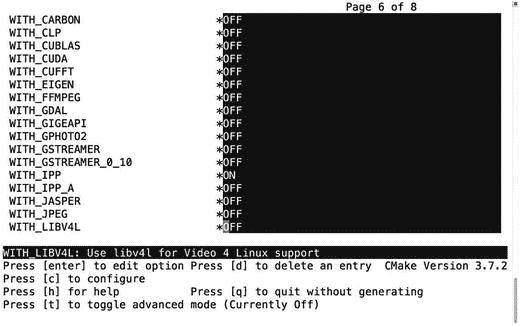 Page 6 of 8
WITH_CARBON *OFF
WITH_CLP *OFF
WITH_CUBLAS *OFF
WITH_CUDA *OFF
WITH_CUFFT *OFF
WITH_EIGEN *OFF
WITH_FFMPEG *OFF
WITH_GDAL *OFF
WITH_GIGEAPI *OFF
WITH_GPHOTO2 *OFF
WITH_GSTREAMER *OFF
WITH_GSTREAMER_0_10 *OFF
WITH_IPP *ON
WITH_IPP_A *OFF
WITH_JASPER *OFF
WITH_JPEG *OFF
WITH_LIBV4L *OFF
WITH_LIBV4L: Use libv4l for Video 4 Linux support
Press [enter] to edit option Press [d] to delete an entry CMake Version 3.7.2
Press [c] to configure
Press [h] for help Press [q] to quit without generating
Press [t] to toggle advanced mode (Currently Off)